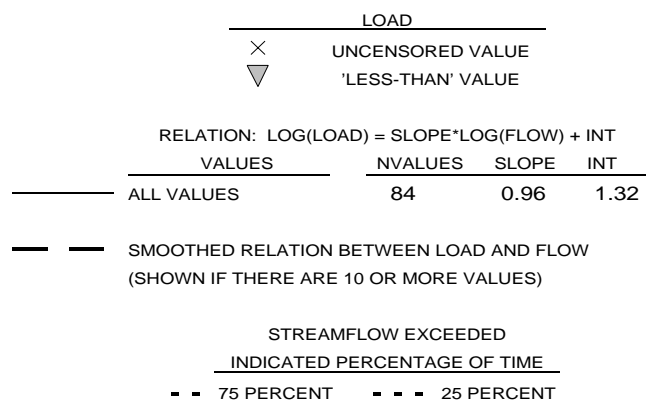 LOAD
UNCENSORED VALUE
'LESS-THAN' VALUE
RELATION: LOG(LOAD) = SLOPE*LOG(FLOW) + INT
VALUES NVALUES SLOPE INT
ALL VALUES 84 0.96 1.32
SMOOTHED RELATION BETWEEN LOAD AND FLOW
(SHOWN IF THERE ARE 10 OR MORE VALUES)
STREAMFLOW EXCEEDED
INDICATED PERCENTAGE OF TIME
75 PERCENT 25 PERCENT